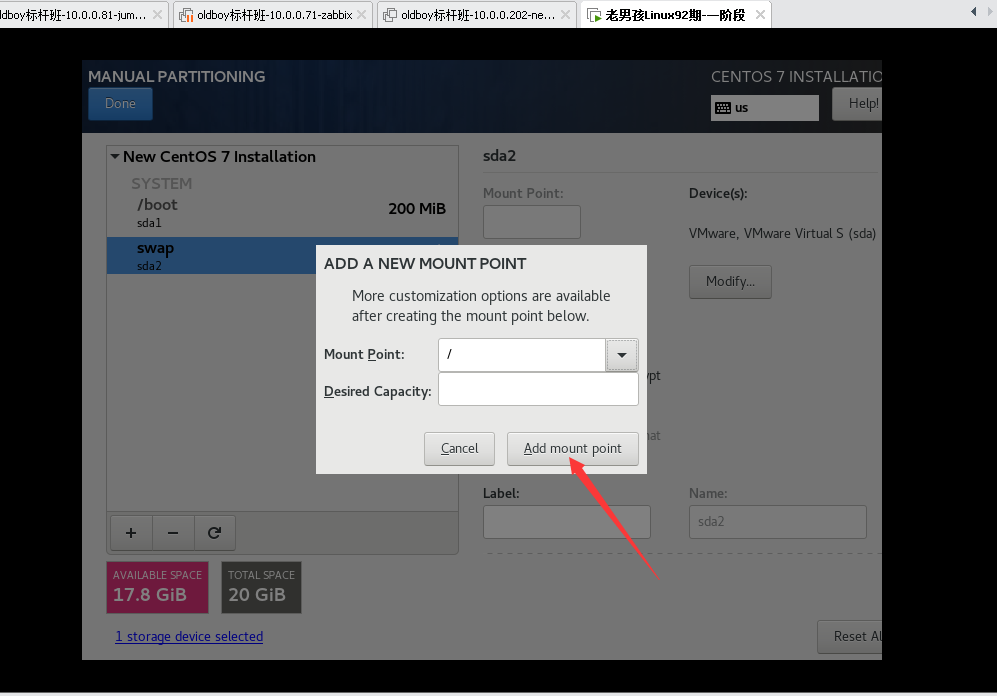 ldboy标杆班-10.0.0.81-jum...
oldboy标杆班-10.0.0.71-zabbix
oldboy标杆班-10.0.0.202-ne...
老男孩Linux92期-一阶段
MANUAL PARTITIONING
CENTOS 7 INSTALLATIO
Done
us
Help!
New CentOS 7 Installation
SYSTEM
/boot
sda1
200 MiB
swap
sda2
sda2
Mount Point:
Device(s):
VMware, VMware Virtual S (sda)
Modify...
ADD A NEW MOUNT POINT
More customization options are available
after creating the mount point below.
Mount Point:
/
Desired Capacity:
Cancel
Add mount point
ypt
nat
Label:
Name:
sda2
+
−
AVAILABLE SPACE
17.8 GiB
TOTAL SPACE
20 GiB
1 storage device selected
Reset Al